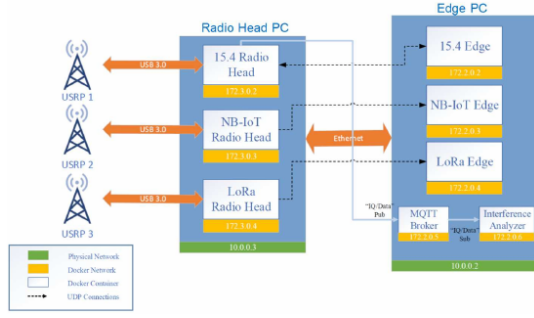 Radio Head PC
Edge PC
USRP 1
USB 3.0
15.4 Radio
Head
172.3.0.2
15.4 Edge
172.2.0.2
USRP 2
USB 3.0
NB-IoT
Radio Head
172.3.0.3
Ethernet
NB-IoT Edge
172.2.0.3
USRP 3
USB 3.0
LoRa
Radio Head
172.3.0.4
LoRa Edge
172.2.0.4
"IQ/Data"
Pub
MQTT
Broker
172.2.0.5
"IQ/Data"
Sub
Interference
Analyzer
172.2.0.6
10.0.0.3
10.0.0.2
Physical Network
Docker Network
Docker Container
UDP Connections